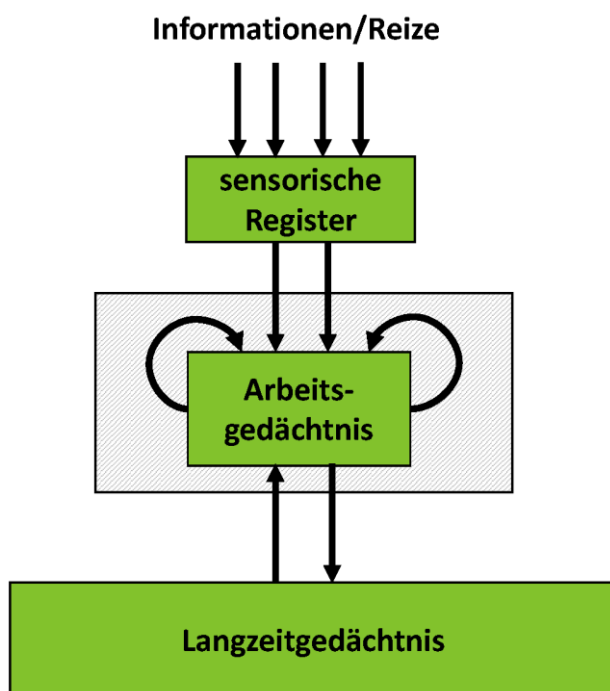 Informationen/Reize
sensorische
Register
Arbeits-
gedächtnis
Langzeitgedächtnis